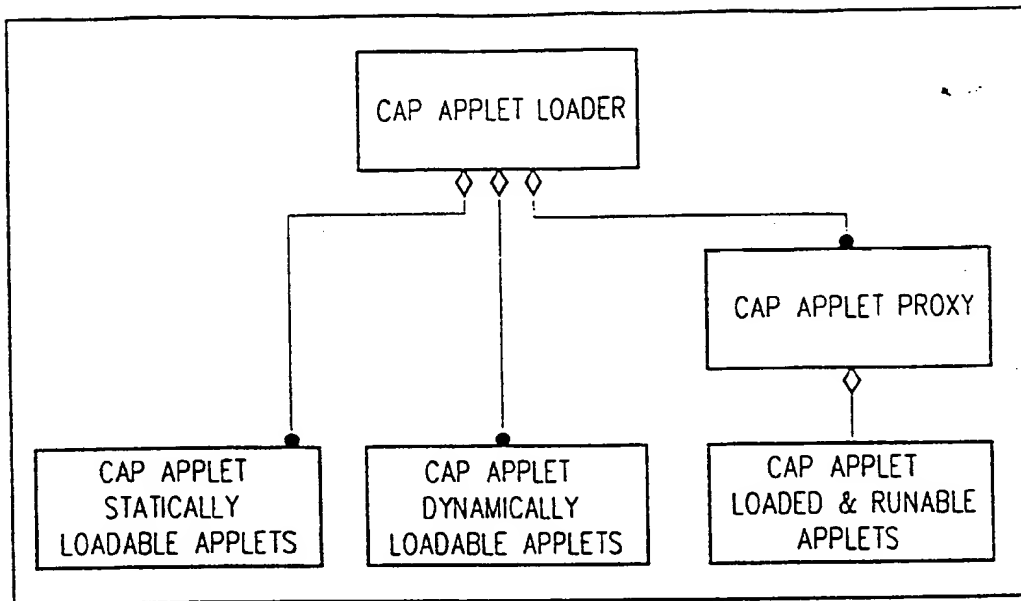 CAP APPLET LOADER
CAP APPLET PROXY
CAP APPLET
STATICALLY
LOADABLE APPLETS
CAP APPLET
DYNAMICALLY
LOADABLE APPLETS
CAP APPLET
LOADED & RUNABLE
APPLETS